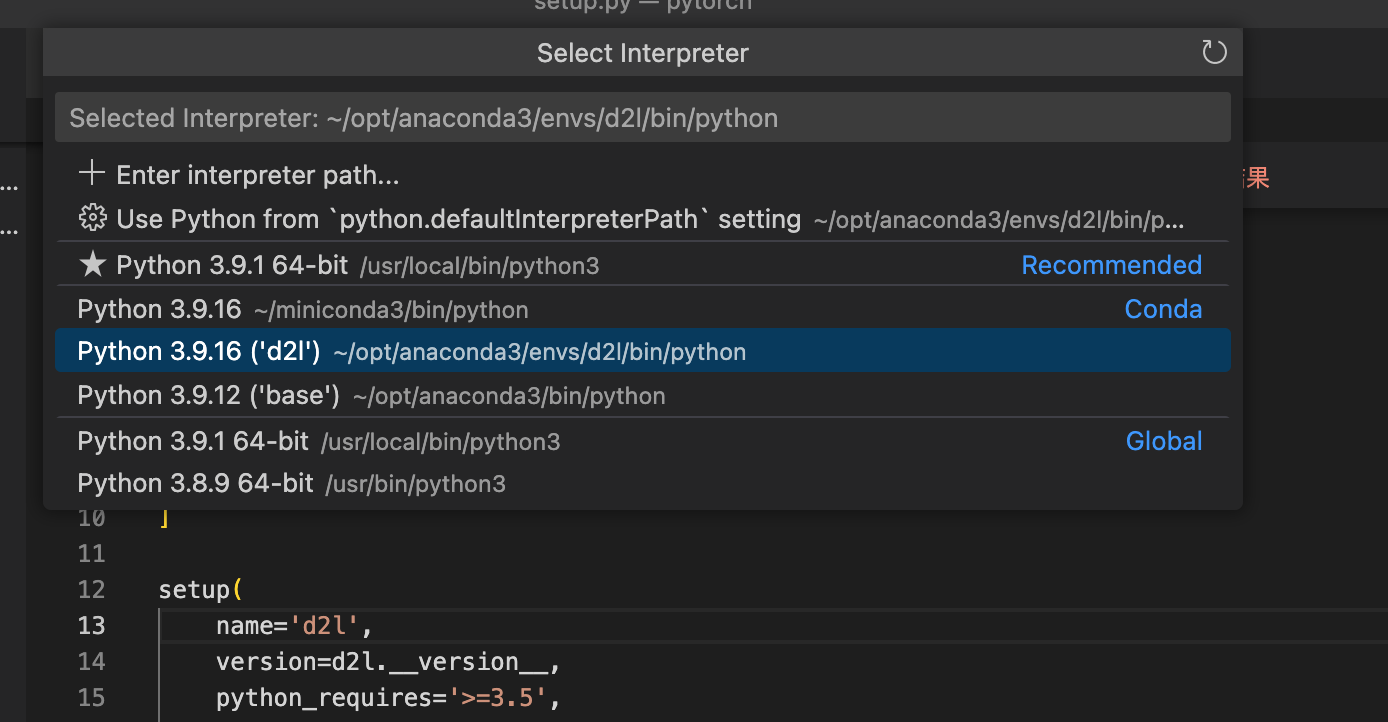 setup.py — pytorch
Select Interpreter
Selected Interpreter: ~/opt/anaconda3/envs/d2l/bin/python
Enter interpreter path...
果
Use Python from `python.defaultInterpreterPath` setting ~/opt/anaconda3/envs/d2l/bin/p...
Python 3.9.1 64-bit /usr/local/bin/python3 Recommended
Python 3.9.16 ~/miniconda3/bin/python Conda
Python 3.9.16 ('d2l') ~/opt/anaconda3/envs/d2l/bin/python
Python 3.9.12 ('base') ~/opt/anaconda3/bin/python
Python 3.9.1 64-bit /usr/local/bin/python3 Global
Python 3.8.9 64-bit /usr/bin/python3
10 ]
11
12 setup(
13 name='d2l',
14 version=d2l.__version__,
15 python_requires='>=3.5',